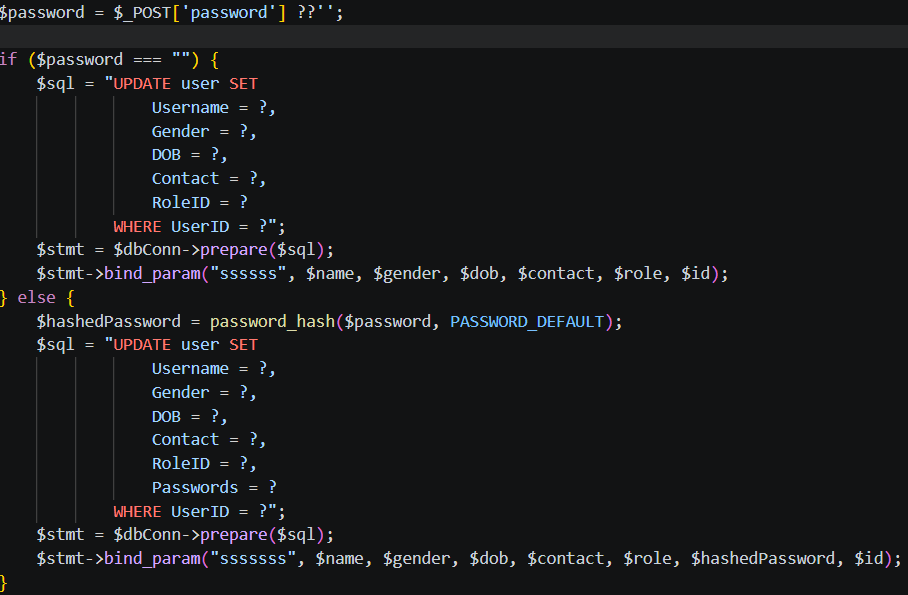 $password = $_POST['password'] ??'';
if ($password === "") {
    $sql = "UPDATE user SET
            Username = ?,
            Gender = ?,
            DOB = ?,
            Contact = ?,
            RoleID = ?
        WHERE UserID = ?";
    $stmt = $dbConn->prepare($sql);
    $stmt->bind_param("ssssss", $name, $gender, $dob, $contact, $role, $id);
} else {
    $hashedPassword = password_hash($password, PASSWORD_DEFAULT);
    $sql = "UPDATE user SET
            Username = ?,
            Gender = ?,
            DOB = ?,
            Contact = ?,
            RoleID = ?,
            Passwords = ?
        WHERE UserID = ?";
    $stmt = $dbConn->prepare($sql);
    $stmt->bind_param("sssssss", $name, $gender, $dob, $contact, $role, $hashedPassword, $id);
}